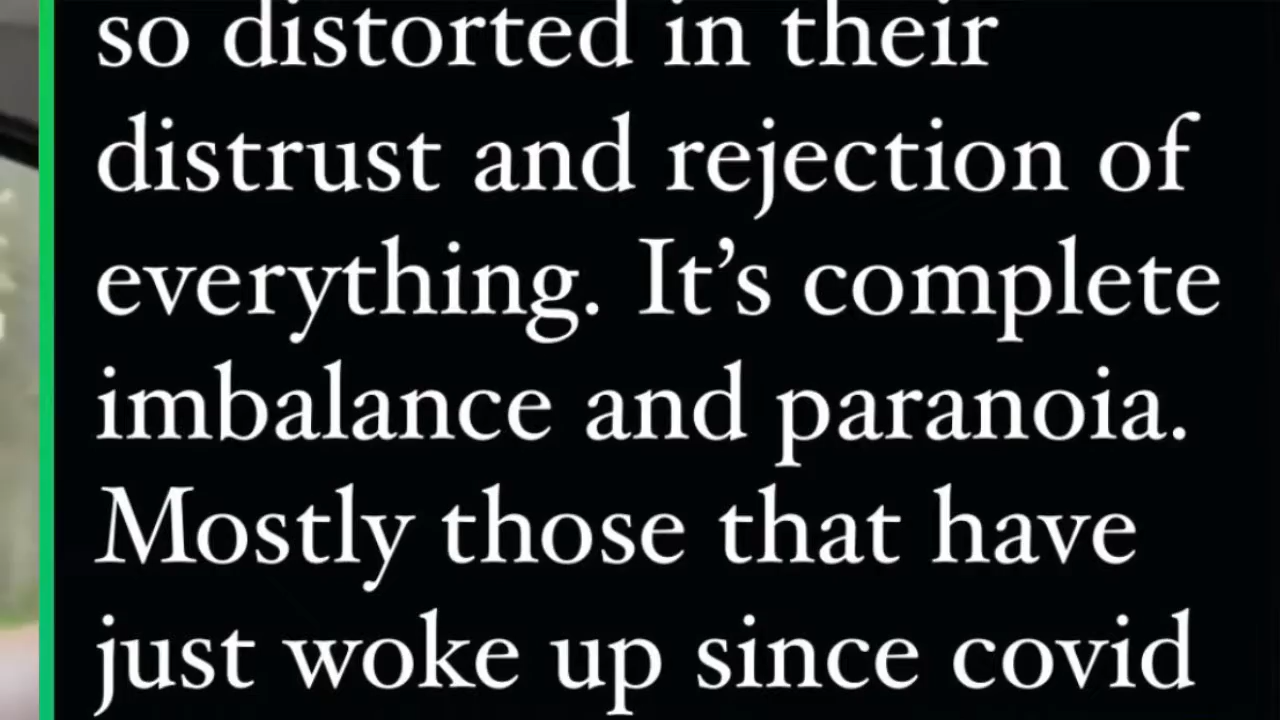 so distorted in their
distrust and rejection of
everything. It’s complete
imbalance and paranoia.
Mostly those that have
just woke up since covid